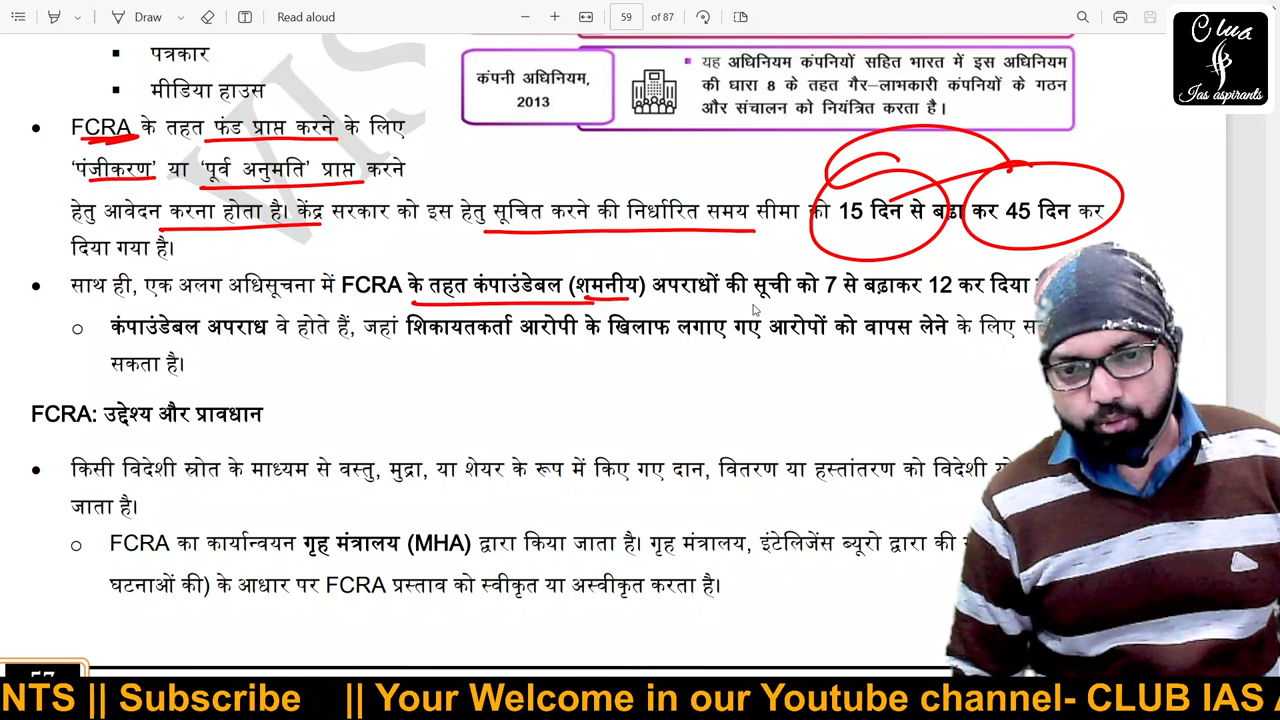 Draw
Read aloud
59
of 87
Club
Ias aspirants
पत्रकार
मीडिया हाउस
कंपनी अधिनियम,
2013
यह अधिनियम कंपनियों सहित भारत में इस अधिनियम
की धारा 8 के तहत गैर–लाभकारी कंपनियों के गठन
और संचालन को नियंत्रित करता है।
FCRA के तहत फंड प्राप्त करने के लिए
'पंजीकरण' या 'पूर्व अनुमति' प्राप्त करने
हेतु आवेदन करना होता है। केंद्र सरकार को इस हेतु सूचित करने की निर्धारित समय सीमा को 15 दिन से बढ़ा कर 45 दिन कर
दिया गया है।
साथ ही, एक अलग अधिसूचना में FCRA के तहत कंपाउंडेबल (शमनीय) अपराधों की सूची को 7 से बढ़ाकर 12 कर दिया
कंपाउंडेबल अपराध वे होते हैं, जहां शिकायतकर्ता आरोपी के खिलाफ लगाए गए आरोपों को वापस लेने के लिए
सकता है।
FCRA: उद्देश्य और प्रावधान
किसी विदेशी स्रोत के माध्यम से वस्तु, मुद्रा, या शेयर के रूप में किए गए दान, वितरण या हस्तांतरण को विदेशी
जाता है।
FCRA का कार्यान्वयन गृह मंत्रालय (MHA) द्वारा किया जाता है। गृह मंत्रालय, इंटेलिजेंस ब्यूरो द्वारा की
घटनाओं की) के आधार पर FCRA प्रस्ताव को स्वीकृत या अस्वीकृत करता है।
NTS || Subscribe || Your Welcome in our Youtube channel- CLUB IAS